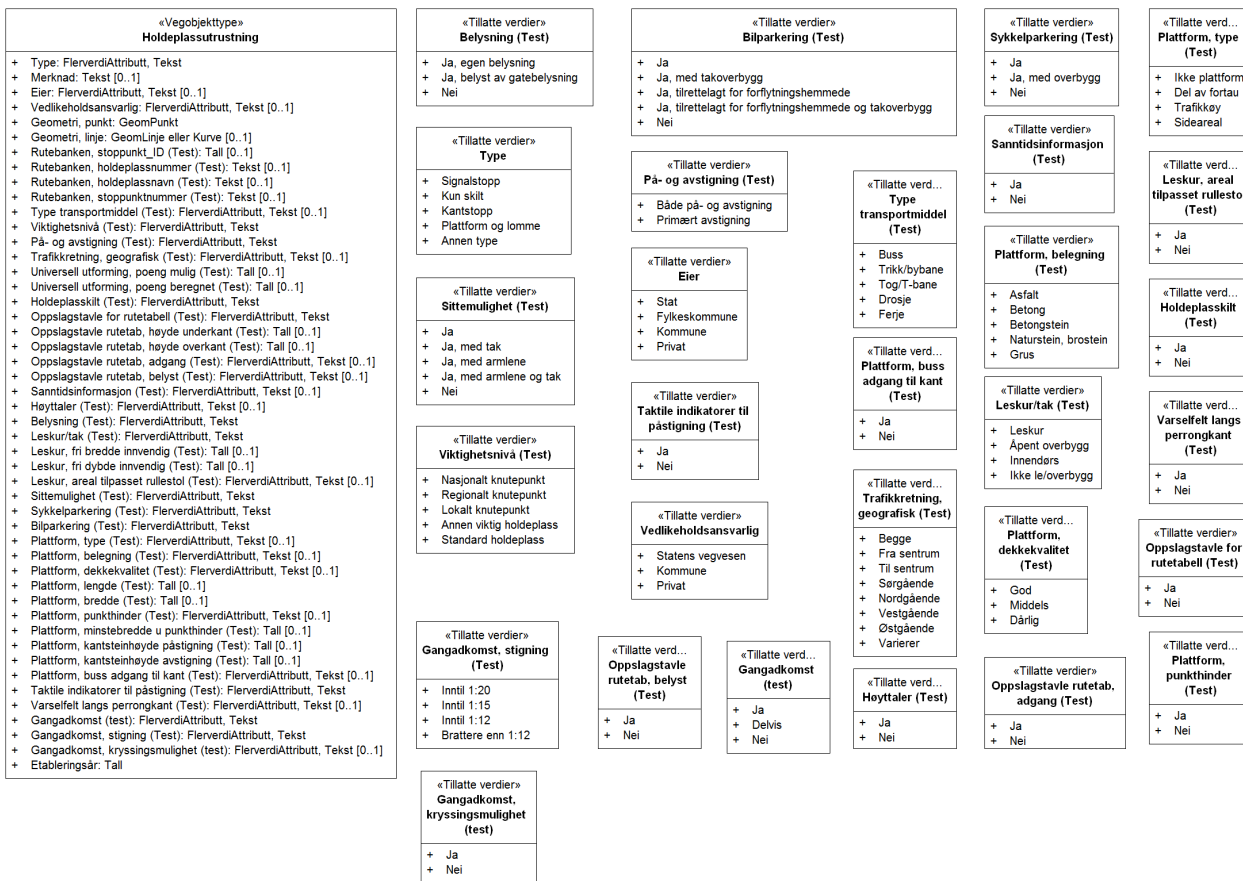 «Vegobjekttype»
Holdeplassutrustning
+ Type: FlerverdiAttributt, Tekst
+ Merknad: Tekst [0..1]
+ Eier: FlerverdiAttributt, Tekst [0..1]
+ Vedlikeholdsansvarlig: FlerverdiAttributt, Tekst [0..1]
+ Geometri, punkt: GeomPunkt
+ Geometri, linje: GeomLinje eller Kurve [0..1]
+ Rutebanken, stoppunkt_ID (Test): Tall [0..1]
+ Rutebanken, holdeplassnummer (Test): Tekst [0..1]
+ Rutebanken, holdeplassnavn (Test): Tekst [0..1]
+ Rutebanken, stoppunktnummer (Test): Tekst [0..1]
+ Type transportmiddel (Test): FlerverdiAttributt, Tekst [0..1]
+ Viktighetsnivå (Test): FlerverdiAttributt, Tekst
+ På- og avstigning (Test): FlerverdiAttributt, Tekst
+ Trafikkretning, geografisk (Test): FlerverdiAttributt, Tekst [0..1]
+ Universell utforming, poeng mulig (Test): Tall [0..1]
+ Universell utforming, poeng beregnet (Test): Tall [0..1]
+ Holdeplasskilt (Test): FlerverdiAttributt, Tekst
+ Oppslagstavle for rutetabell (Test): FlerverdiAttributt, Tekst
+ Oppslagstavle rutetab, høyde underkant (Test): Tall [0..1]
+ Oppslagstavle rutetab, høyde overkant (Test): Tall [0..1]
+ Oppslagstavle rutetab, adgang (Test): FlerverdiAttributt, Tekst [0..1]
+ Oppslagstavle rutetab, belyst (Test): FlerverdiAttributt, Tekst [0..1]
+ Sanntidsinformasjon (Test): FlerverdiAttributt, Tekst [0..1]
+ Høyttaler (Test): FlerverdiAttributt, Tekst [0..1]
+ Belysning (Test): FlerverdiAttributt, Tekst
+ Leskur/tak (Test): FlerverdiAttributt, Tekst
+ Leskur, fri bredde innvendig (Test): Tall [0..1]
+ Leskur, fri dybde innvendig (Test): Tall [0..1]
+ Leskur, areal tilpasset rullestol (Test): FlerverdiAttributt, Tekst [0..1]
+ Sittemulighet (Test): FlerverdiAttributt, Tekst
+ Sykkelparkering (Test): FlerverdiAttributt, Tekst
+ Bilparkering (Test): FlerverdiAttributt, Tekst
+ Plattform, type (Test): FlerverdiAttributt, Tekst [0..1]
+ Plattform, belegning (Test): FlerverdiAttributt, Tekst [0..1]
+ Plattform, dekkekvalitet (Test): FlerverdiAttributt, Tekst [0..1]
+ Plattform, lengde (Test): Tall [0..1]
+ Plattform, bredde (Test): Tall [0..1]
+ Plattform, punkthinder (Test): FlerverdiAttributt, Tekst [0..1]
+ Plattform, minstebredde u punkthinder (Test): Tall [0..1]
+ Plattform, kantsteinhøyde påstigning (Test): Tall [0..1]
+ Plattform, kantsteinhøyde avstigning (Test): Tall [0..1]
+ Plattform, buss adgang til kant (Test): FlerverdiAttributt, Tekst [0..1]
+ Taktile indikatorer til påstigning (Test): FlerverdiAttributt, Tekst
+ Varselfelt langs perrongkant (Test): FlerverdiAttributt, Tekst [0..1]
+ Gangadkomst (test): FlerverdiAttributt, Tekst
+ Gangadkomst, stigning (Test): FlerverdiAttributt, Tekst
+ Gangadkomst, kryssingsmulighet (test): FlerverdiAttributt, Tekst [0..1]
+ Etableringsår: Tall
«Tillatte verdier»
Belysning (Test)
+ Ja, egen belysning
+ Ja, belyst av gatebelysning
+ Nei
«Tillatte verdier»
Type
+ Signalstopp
+ Kun skilt
+ Kantstopp
+ Plattform og lomme
+ Annen type
«Tillatte verdier»
Sittemulighet (Test)
+ Ja
+ Ja, med tak
+ Ja, med armlene
+ Ja, med armlene og tak
+ Nei
«Tillatte verdier»
Viktighetsnivå (Test)
+ Nasjonalt knutepunkt
+ Regionalt knutepunkt
+ Lokalt knutepunkt
+ Annen viktig holdeplass
+ Standard holdeplass
«Tillatte verdier»
Gangadkomst, stigning
(Test)
+ Inntil 1:20
+ Inntil 1:15
+ Inntil 1:12
+ Brattere enn 1:12
«Tillatte verdier»
Gangadkomst,
kryssingsmulighet
(test)
+ Ja
+ Nei
«Tillatte verdier»
Bilparkering (Test)
+ Ja
+ Ja, med takoverbygg
+ Ja, tilrettelagt for forflytningshemmede
+ Ja, tilrettelagt for forflytningshemmede og takoverbygg
+ Nei
«Tillatte verdier»
På- og avstigning (Test)
+ Både på- og avstigning
+ Primært avstigning
«Tillatte verdier»
Eier
+ Stat
+ Fylkeskommune
+ Kommune
+ Privat
«Tillatte verdier»
Taktile indikatorer til
påstigning (Test)
+ Ja
+ Nei
«Tillatte verdier»
Vedlikeholdsansvarlig
+ Statens vegvesen
+ Kommune
+ Privat
«Tillatte verd...
Oppslagstavle
rutetab, belyst
(Test)
+ Ja
+ Nei
«Tillatte verd...
Gangadkomst
(test)
+ Ja
+ Delvis
+ Nei
«Tillatte verd...
Type
transportmiddel
(Test)
+ Buss
+ Trikk/bybane
+ Tog/T-bane
+ Drosje
+ Ferje
«Tillatte verd...
Plattform, buss
adgang til kant
(Test)
+ Ja
+ Nei
«Tillatte verd...
Trafikkretning,
geografisk (Test)
+ Begge
+ Fra sentrum
+ Til sentrum
+ Sørgående
+ Nordgående
+ Vestgående
+ Østgående
+ Varierer
«Tillatte verd...
Høyttaler (Test)
+ Ja
+ Nei
«Tillatte verdier»
Sykkelparkering (Test)
+ Ja
+ Ja, med overbygg
+ Nei
«Tillatte verdier»
Sanntidsinformasjon
(Test)
+ Ja
+ Nei
«Tillatte verdier»
Plattform, belegning
(Test)
+ Asfalt
+ Betong
+ Betongstein
+ Naturstein, brostein
+ Grus
«Tillatte verdier»
Leskur/tak (Test)
+ Leskur
+ Åpent overbygg
+ Innendørs
+ Ikke le/overbygg
«Tillatte verd...
Plattform,
dekkekvalitet
(Test)
+ God
+ Middels
+ Dårlig
«Tillatte verdier»
Oppslagstavle rutetab,
adgang (Test)
+ Ja
+ Nei
«Tillatte verd...
Plattform, type
(Test)
+ Ikke plattform
+ Del av fortau
+ Trafikkøy
+ Sideareal
«Tillatte verd...
Leskur, areal
tilpasset rullesto
(Test)
+ Ja
+ Nei
«Tillatte verd...
Holdeplasskilt
(Test)
+ Ja
+ Nei
«Tillatte verd...
Varselfelt langs
perrongkant
(Test)
+ Ja
+ Nei
«Tillatte verdier»
Oppslagstavle for
rutetabell (Test)
+ Ja
+ Nei
«Tillatte verd...
Plattform,
punkthinder
(Test)
+ Ja
+ Nei